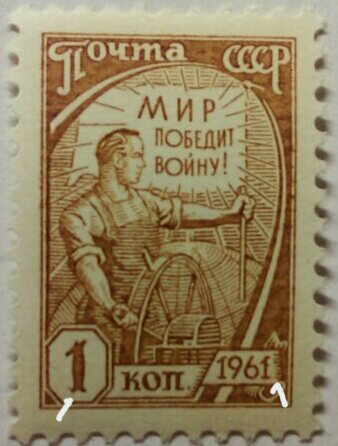 Почта СССР
МИР
ПОБЕДИТ
ВОЙНУ!
1 КОП. 1961